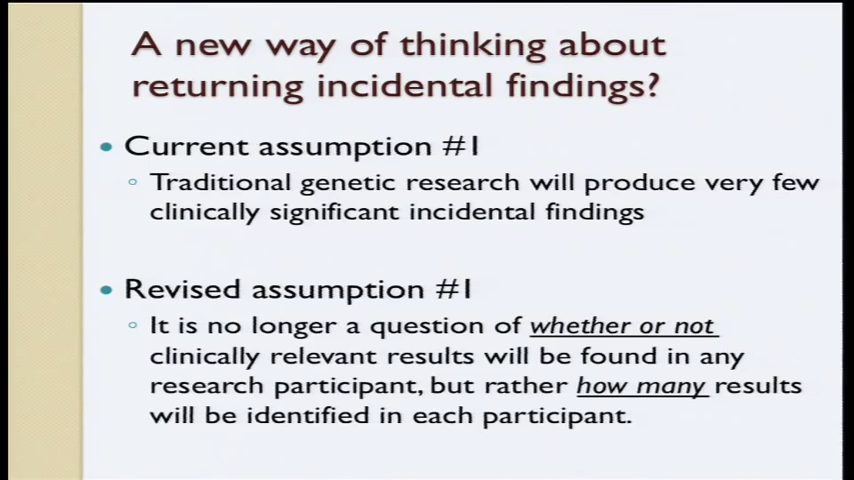 A new way of thinking about
returning incidental findings?
Current assumption #1
Traditional genetic research will produce very few
clinically significant incidental findings
Revised assumption #1
It is no longer a question of whether or not
clinically relevant results will be found in any
research participant, but rather how many results
will be identified in each participant.